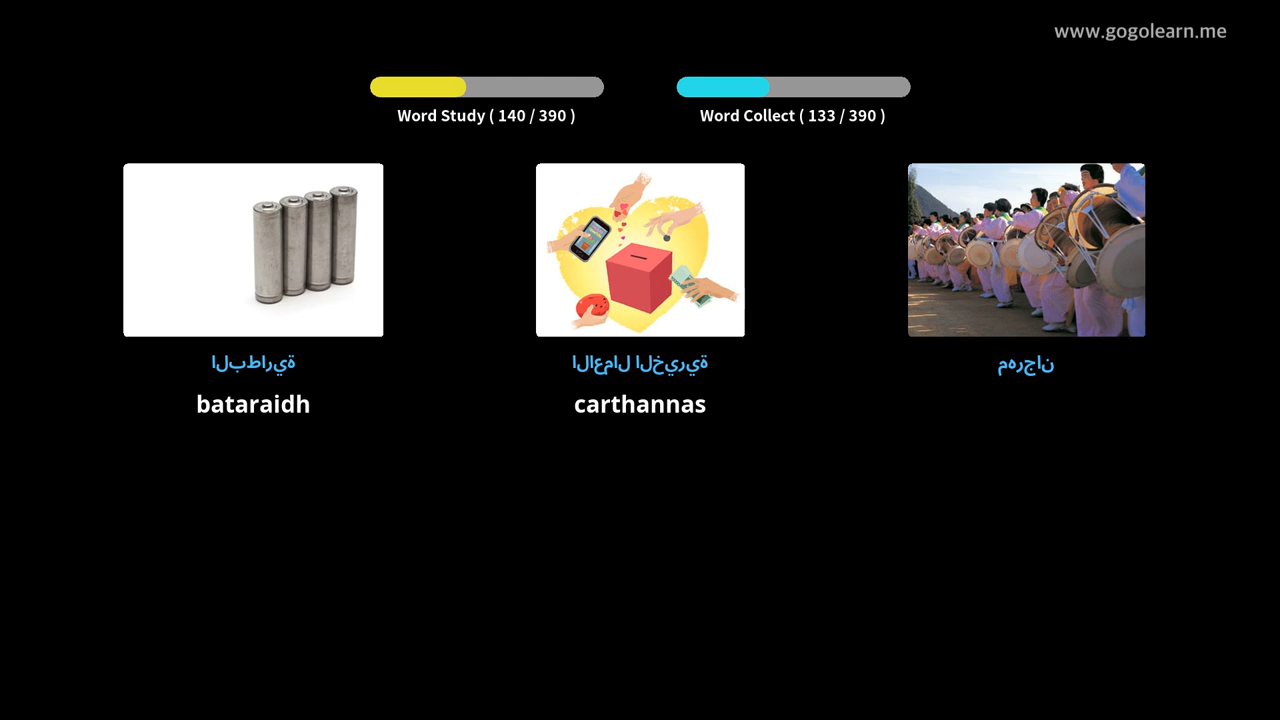 www.gogolearn.me
Word Study ( 140 / 390 )
Word Collect ( 133 / 390 )
البطارية
الاعمال الخيرية
مهرجان
bataraidh
carthannas